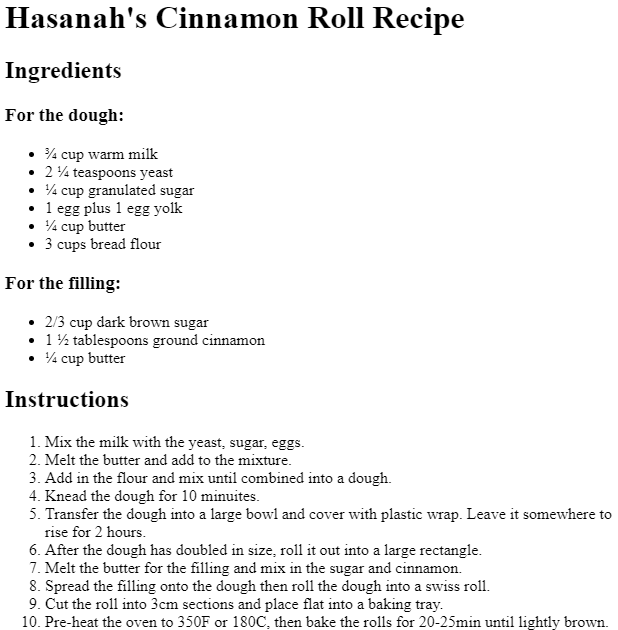 Hasanah's Cinnamon Roll Recipe
Ingredients
For the dough:
• ¾ cup warm milk
• 2 ¼ teaspoons yeast
• ¼ cup granulated sugar
• 1 egg plus 1 egg yolk
• ¼ cup butter
• 3 cups bread flour
For the filling:
• 2/3 cup dark brown sugar
• 1 ½ tablespoons ground cinnamon
• ¼ cup butter
Instructions
1. Mix the milk with the yeast, sugar, eggs.
2. Melt the butter and add to the mixture.
3. Add in the flour and mix until combined into a dough.
4. Knead the dough for 10 minuites.
5. Transfer the dough into a large bowl and cover with plastic wrap. Leave it somewhere to
rise for 2 hours.
6. After the dough has doubled in size, roll it out into a large rectangle.
7. Melt the butter for the filling and mix in the sugar and cinnamon.
8. Spread the filling onto the dough then roll the dough into a swiss roll.
9. Cut the roll into 3cm sections and place flat into a baking tray.
10. Pre-heat the oven to 350F or 180C, then bake the rolls for 20-25min until lightly brown.